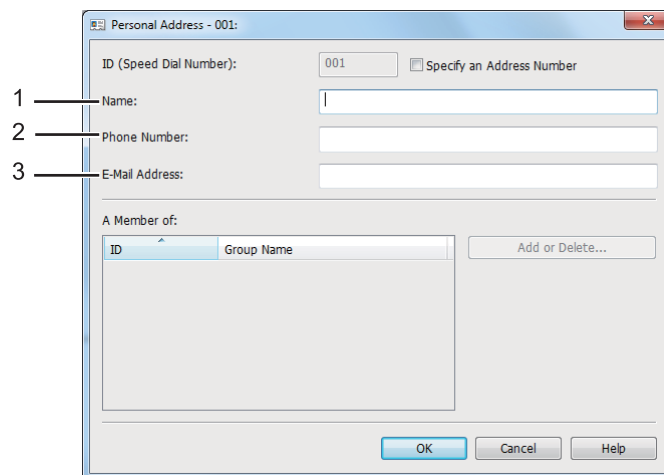 Personal Address - 001:
ID (Speed Dial Number): 001 Specify an Address Number
1 Name:
2 Phone Number:
3 E-Mail Address:
A Member of:
ID Group Name Add or Delete...
OK Cancel Help